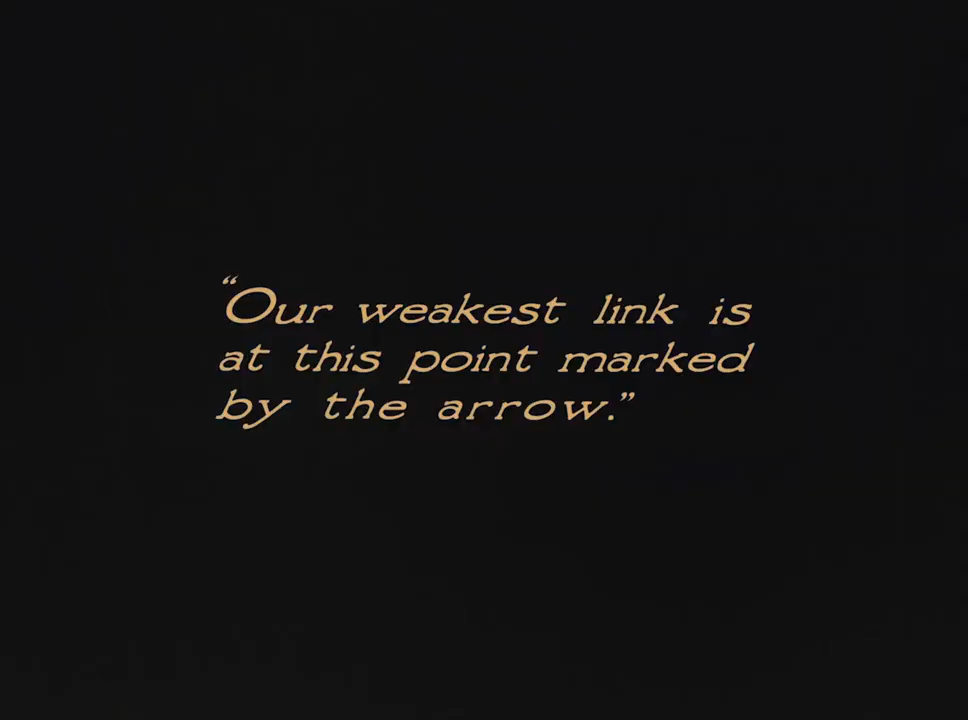 “Our weakest link is
at this point marked
by the arrow.”